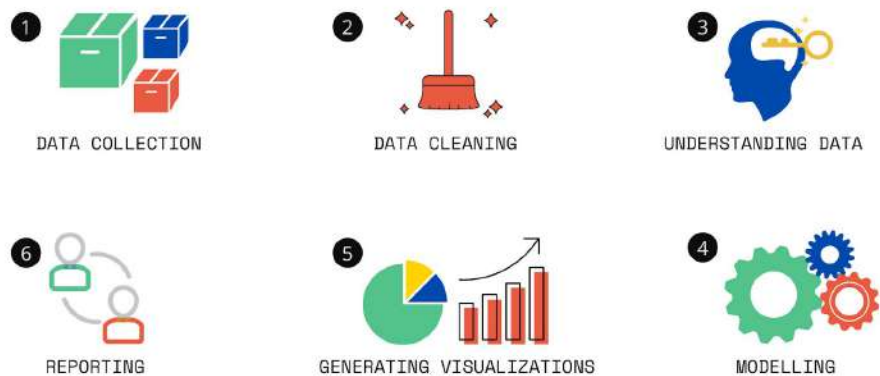 1
DATA COLLECTION
2
DATA CLEANING
3
UNDERSTANDING DATA
4
MODELLING
5
GENERATING VISUALIZATIONS
6
REPORTING